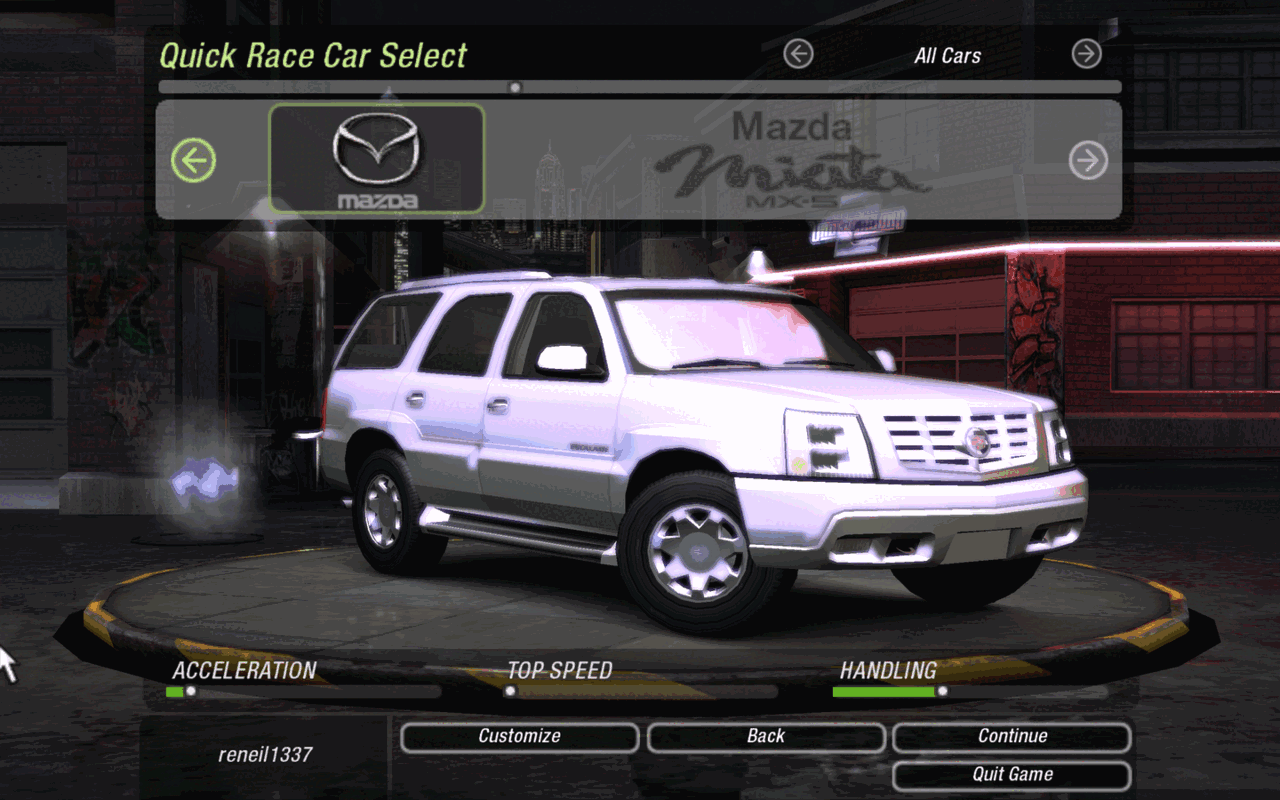 Quick Race Car Select
All Cars
mazda
Mazda
Miata
MX-5
ACCELERATION
TOP SPEED
HANDLING
reneil1337
Customize
Back
Continue
Quit Game